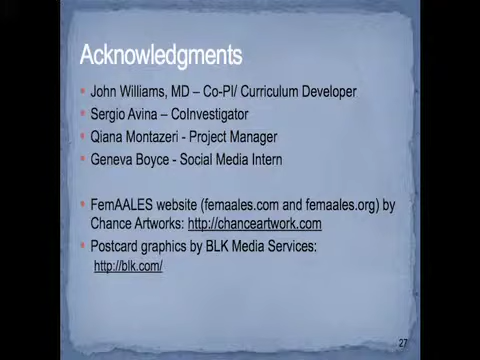 Acknowledgments
John Williams, MD – Co-PI/ Curriculum Developer
Sergio Avina – CoInvestigator
Qiana Montazeri - Project Manager
Geneva Boyce - Social Media Intern
FemAALES website (femaales.com and femaales.org) by
Chance Artworks: http://chanceartwork.com
Postcard graphics by BLK Media Services:
http://blk.com/
27